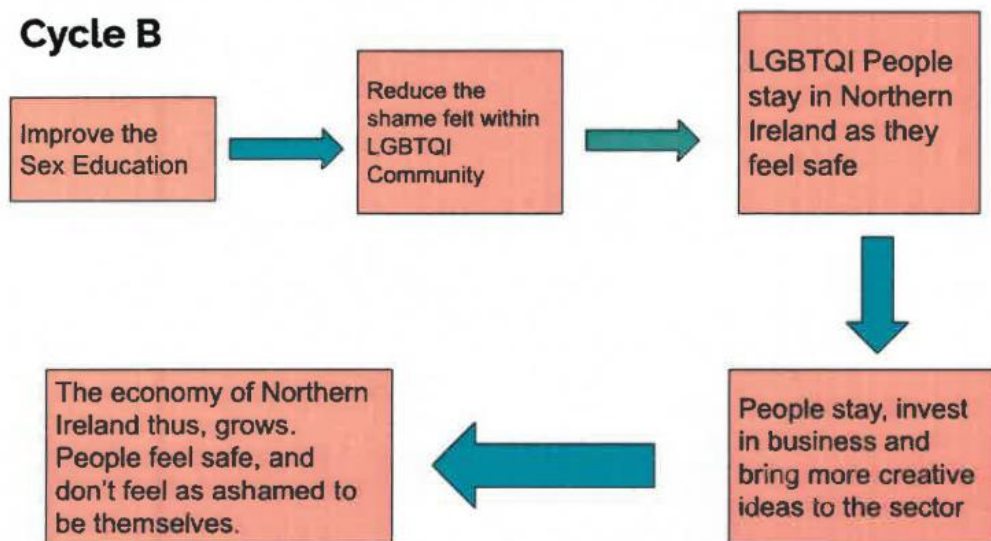 Cycle B
Improve the
Sex Education
Reduce the
shame felt within
LGBTQI
Community
LGBTQI People
stay in Northern
Ireland as they
feel safe
People stay, invest
in business and
bring more creative
ideas to the sector
The economy of Northern
Ireland thus, grows.
People feel safe, and
don't feel as ashamed to
be themselves.